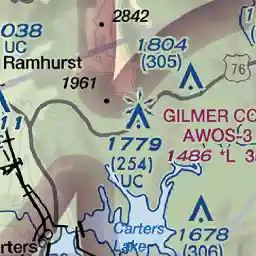 2842
038
UC
1804
(305)
Ramhurst
76
1961
GILMER CO
AWOS-3
11
1779
1486 *L
(254)
UC
Carters
Lake
1678
(306)
rters